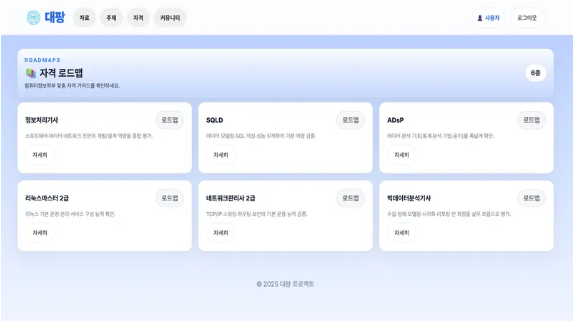 대팡
자료
주제
자격
커뮤니티
사용자
로그아웃
ROADMAPS
자격 로드맵
컴퓨터정보학부 맞춤 자격 가이드를 확인하세요.
6종
정보처리기사
로드맵
소프트웨어·데이터·네트워크 전반의 개발/설계 역량을 종합 평가.
자세히
SQLD
로드맵
데이터 모델링·SQL 작성·성능 최적화의 기본 역량 검증.
자세히
ADsP
로드맵
데이터 분석 기초(통계·분석 기법·윤리)를 폭넓게 확인.
자세히
리눅스마스터 2급
로드맵
리눅스 기본 운영·관리·서비스 구성 능력 확인.
자세히
네트워크관리사 2급
로드맵
TCP/IP·스위칭·라우팅·보안의 기본 운용 능력 검증.
자세히
빅데이터분석기사
로드맵
수집·정제·모델링·시각화·리포팅 전 과정을 실무 흐름으로 평가.
자세히
© 2025 대팡 프로젝트